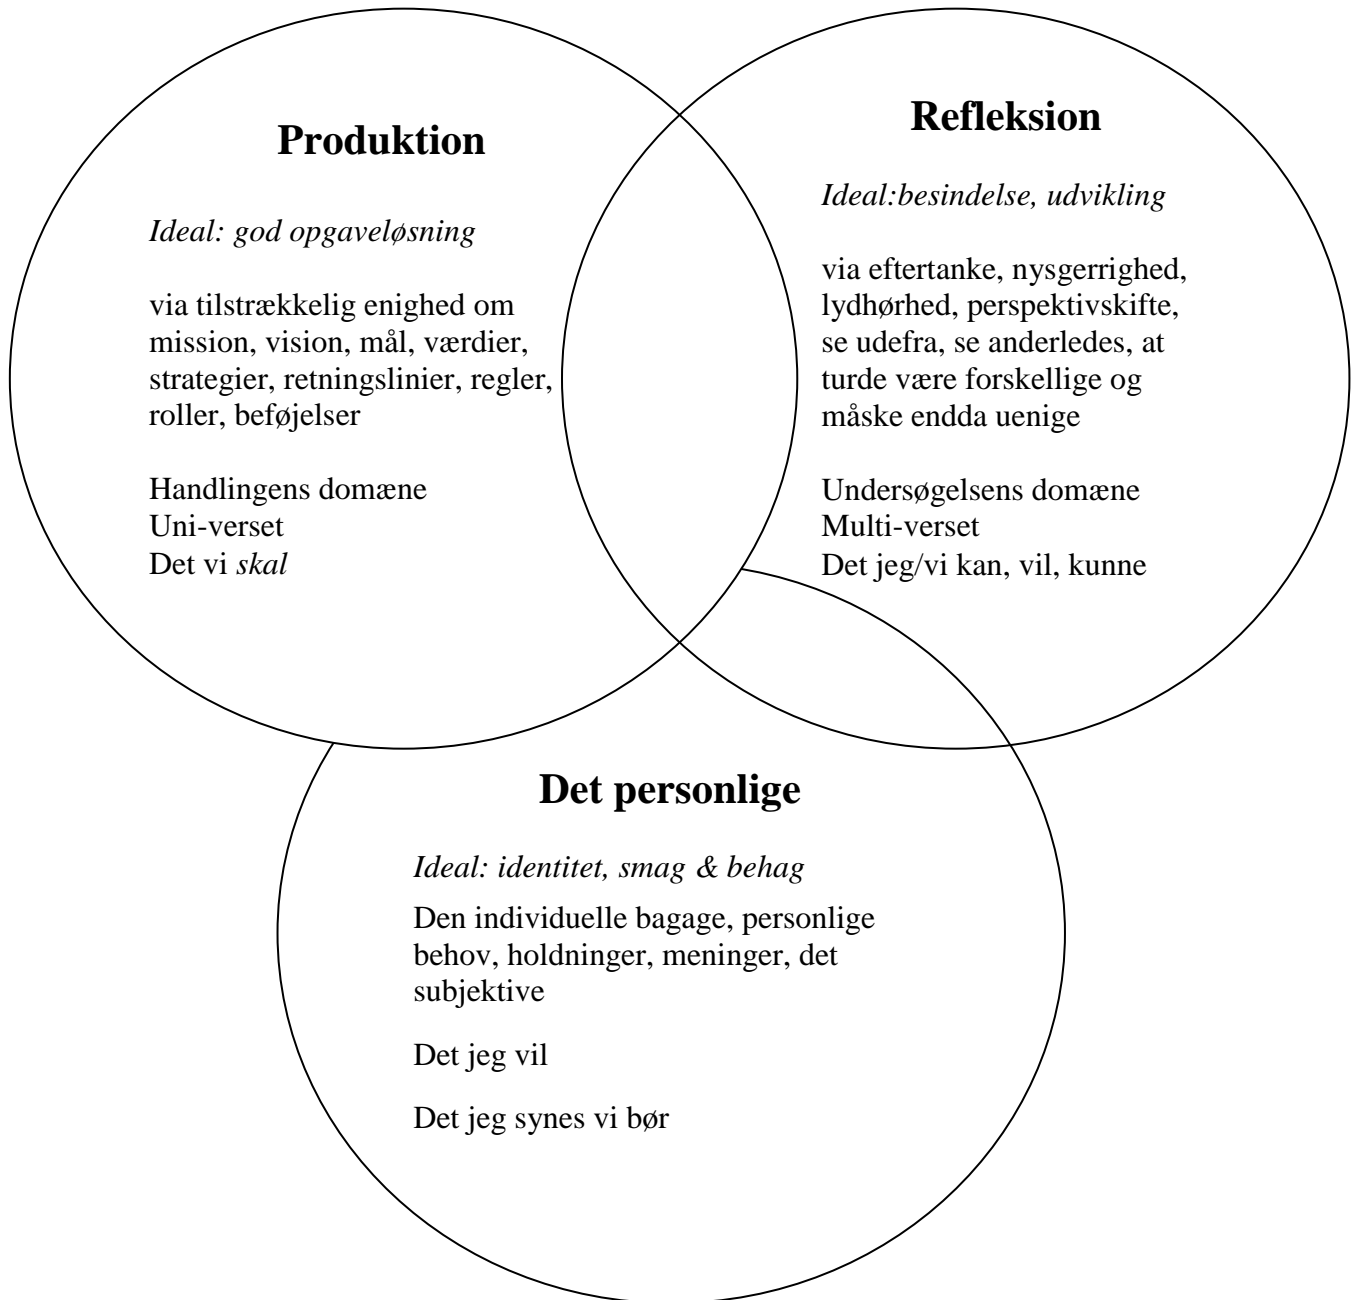 Produktion
Ideal: god opgaveløsning
via tilstrækkelig enighed om
mission, vision, mål, værdier,
strategier, retningslinier, regler,
roller, beføjelser
Handlingens domæne
Uni-verset
Det vi skal
Refleksion
Ideal:besindelse, udvikling
via eftertanke, nysgerrighed,
lydhørhed, perspektivskifte,
se udefra, se anderledes, at
turde være forskellige og
måske endda uenige
Undersøgelsens domæne
Multi-verset
Det jeg/vi kan, vil, kunne
Det personlige
Ideal: identitet, smag & behag
Den individuelle bagage, personlige
behov, holdninger, meninger, det
subjektive
Det jeg vil
Det jeg synes vi bør